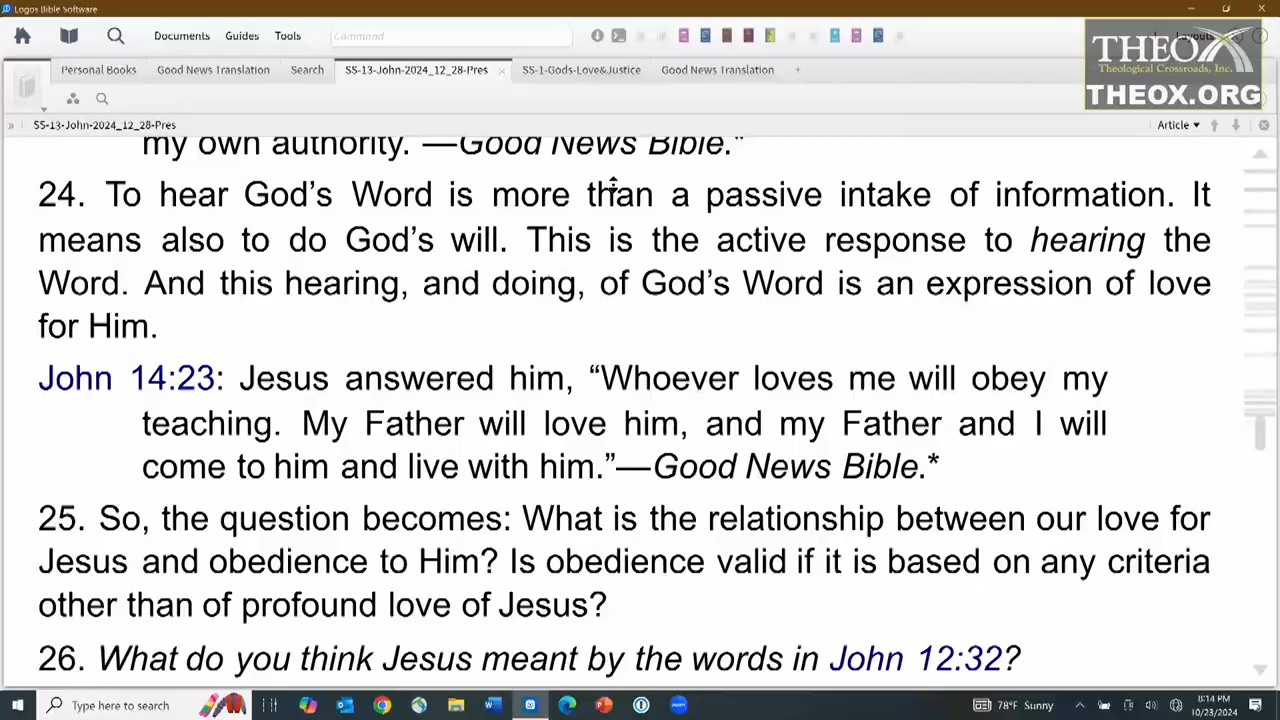 Logos Bible Software
Documents Guides Tools Command Layouts
THEOX
Theological Crossroads, Inc.
THEOX.ORG
Personal Books Good News Translation Search SS-13-John-2024_12_28-Pres SS-1-Gods-Love&Justice Good News Translation
SS-13-John-2024_12_28-Pres Article
my own authority. —Good News Bible.*
24. To hear God’s Word is more than a passive intake of information. It
means also to do God’s will. This is the active response to hearing the
Word. And this hearing, and doing, of God’s Word is an expression of love
for Him.
John 14:23: Jesus answered him, “Whoever loves me will obey my
teaching. My Father will love him, and my Father and I will
come to him and live with him.”—Good News Bible.*
25. So, the question becomes: What is the relationship between our love for
Jesus and obedience to Him? Is obedience valid if it is based on any criteria
other than of profound love of Jesus?
26. What do you think Jesus meant by the words in John 12:32?
Type here to search 78°F Sunny 8:14 PM
10/23/2024